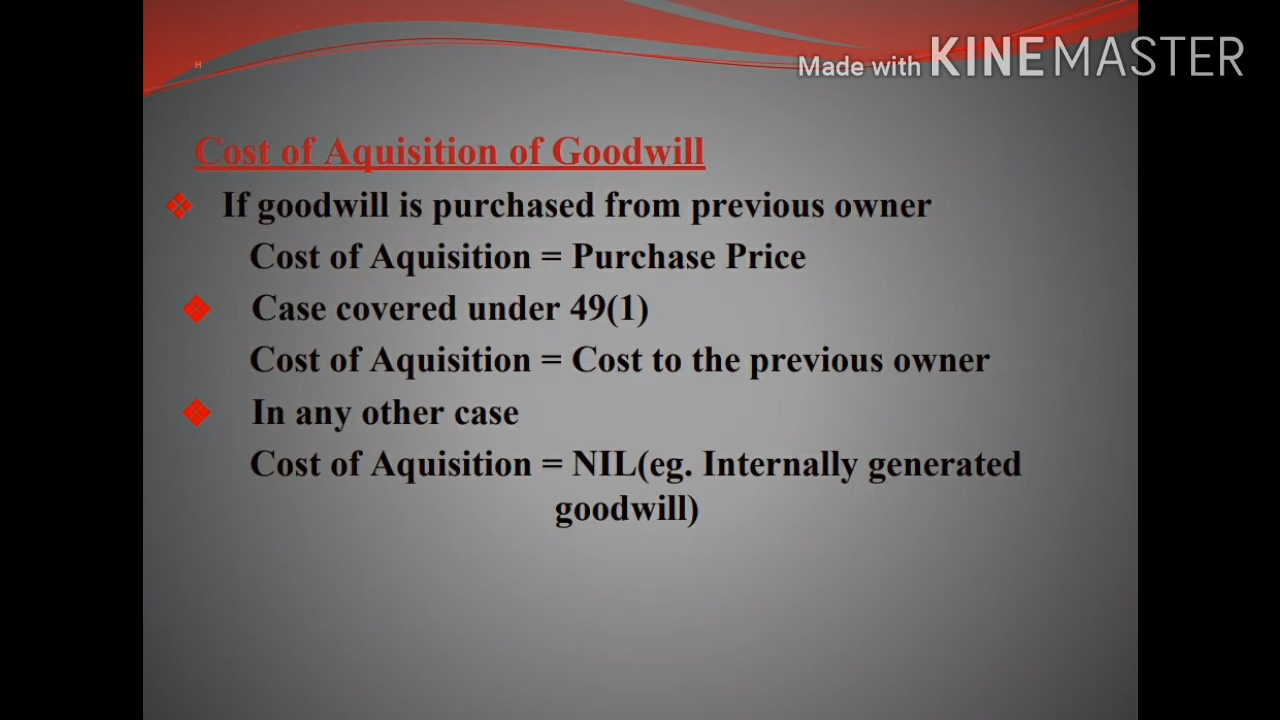 Made with KINEMASTER
H
Cost of Aquisition of Goodwill
If goodwill is purchased from previous owner
Cost of Aquisition = Purchase Price
Case covered under 49(1)
Cost of Aquisition = Cost to the previous owner
In any other case
Cost of Aquisition = NIL(eg. Internally generated
goodwill)